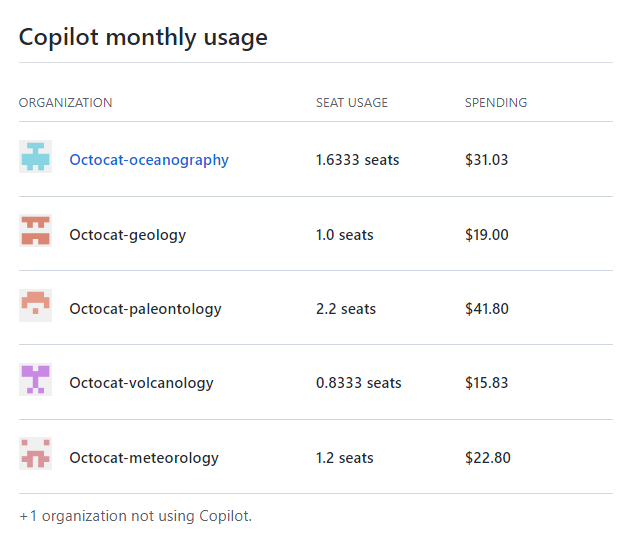 Copilot monthly usage
ORGANIZATION SEAT USAGE SPENDING
Octocat-oceanography 1.6333 seats $31.03
Octocat-geology 1.0 seats $19.00
Octocat-paleontology 2.2 seats $41.80
Octocat-volcanology 0.8333 seats $15.83
Octocat-meteorology 1.2 seats $22.80
+1 organization not using Copilot.